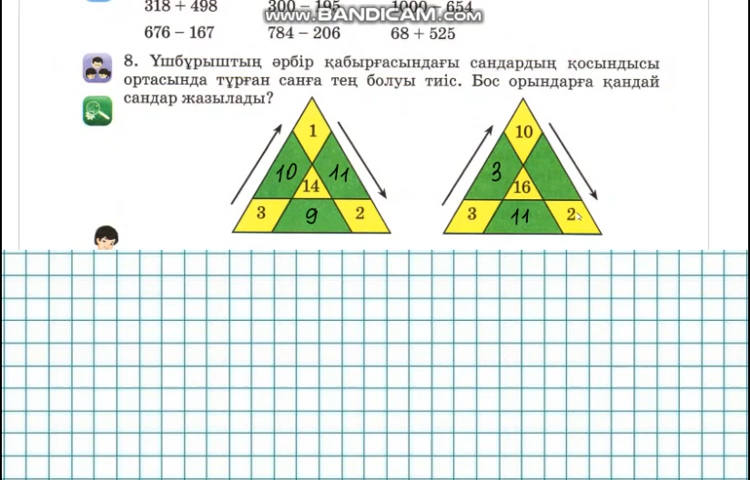 318 + 498 300 − 195 1000 − 654
www.BANDICAM.com
676 − 167 784 − 206 68 + 525
8. Үшбұрыштың әрбір қабырғасындағы сандардың қосындысы
ортасында тұрған санға тең болуы тиіс. Бос орындарға қандай
сандар жазылады?
1 10
10 11 3
14 16
3 9 2 3 11 2